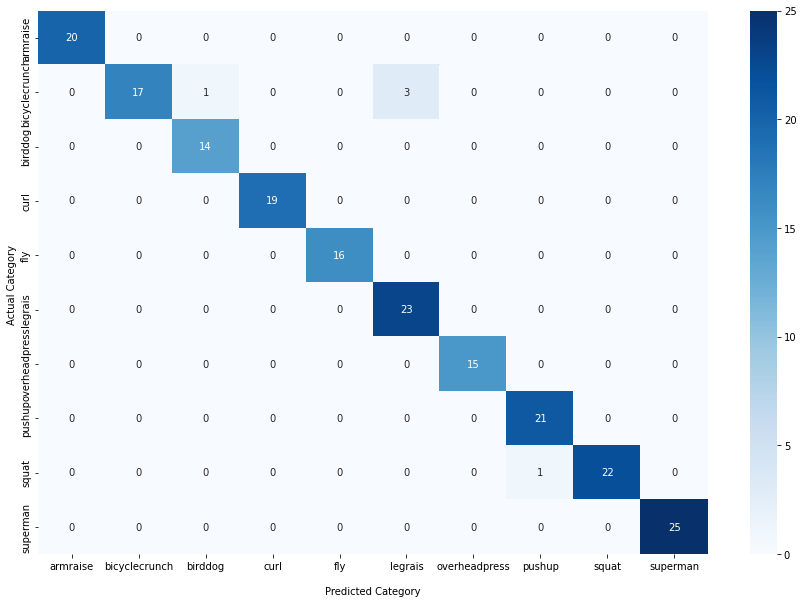 armraise 20 0 0 0 0 0 0 0 0 0
bicyclecrunch 0 17 1 0 0 3 0 0 0 0
birddog 0 0 14 0 0 0 0 0 0 0
curl 0 0 0 19 0 0 0 0 0 0
fly 0 0 0 0 16 0 0 0 0 0
legrais 0 0 0 0 0 23 0 0 0 0
overheadpress 0 0 0 0 0 0 15 0 0 0
pushup 0 0 0 0 0 0 0 21 0 0
squat 0 0 0 0 0 0 0 1 22 0
superman 0 0 0 0 0 0 0 0 0 25
armraise bicyclecrunch birddog curl fly legrais overheadpress pushup squat superman
Predicted Category
Actual Category
25
20
15
10
5
0